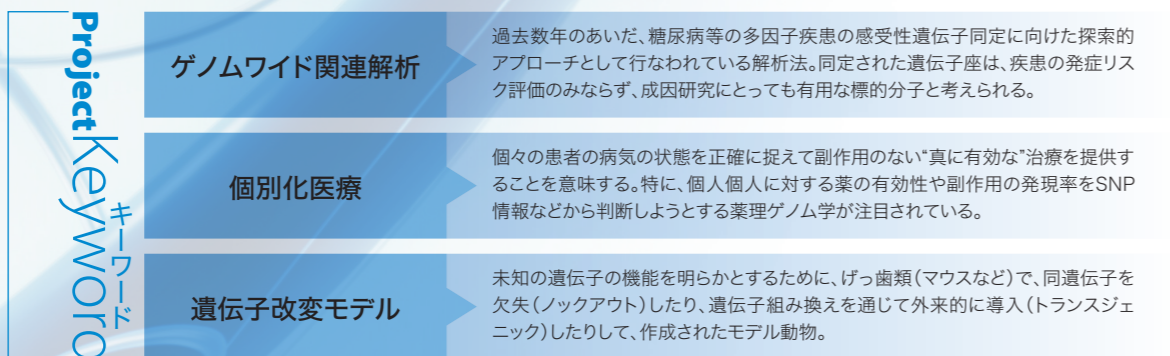 Project Keyword
キーワード
ゲノムワイド関連解析
過去数年のあいだ、糖尿病等の多因子疾患の感受性遺伝子同定に向けた探索的
アプローチとして行なわれている解析法。同定された遺伝子座は、疾患の発症リス
ク評価のみならず、成因研究にとっても有用な標的分子と考えられる。
個別化医療
個々の患者の病気の状態を正確に捉えて副作用のない“真に有効な”治療を提供す
ることを意味する。特に、個人個人に対する薬の有効性や副作用の発現率をSNP
情報などから判断しようとする薬理ゲノム学が注目されている。
遺伝子改変モデル
未知の遺伝子の機能を明らかとするために、げっ歯類（マウスなど）で、同遺伝子を
欠失（ノックアウト）したり、遺伝子組み換えを通じて外来的に導入（トランスジェ
ニック）したりして、作成されたモデル動物。